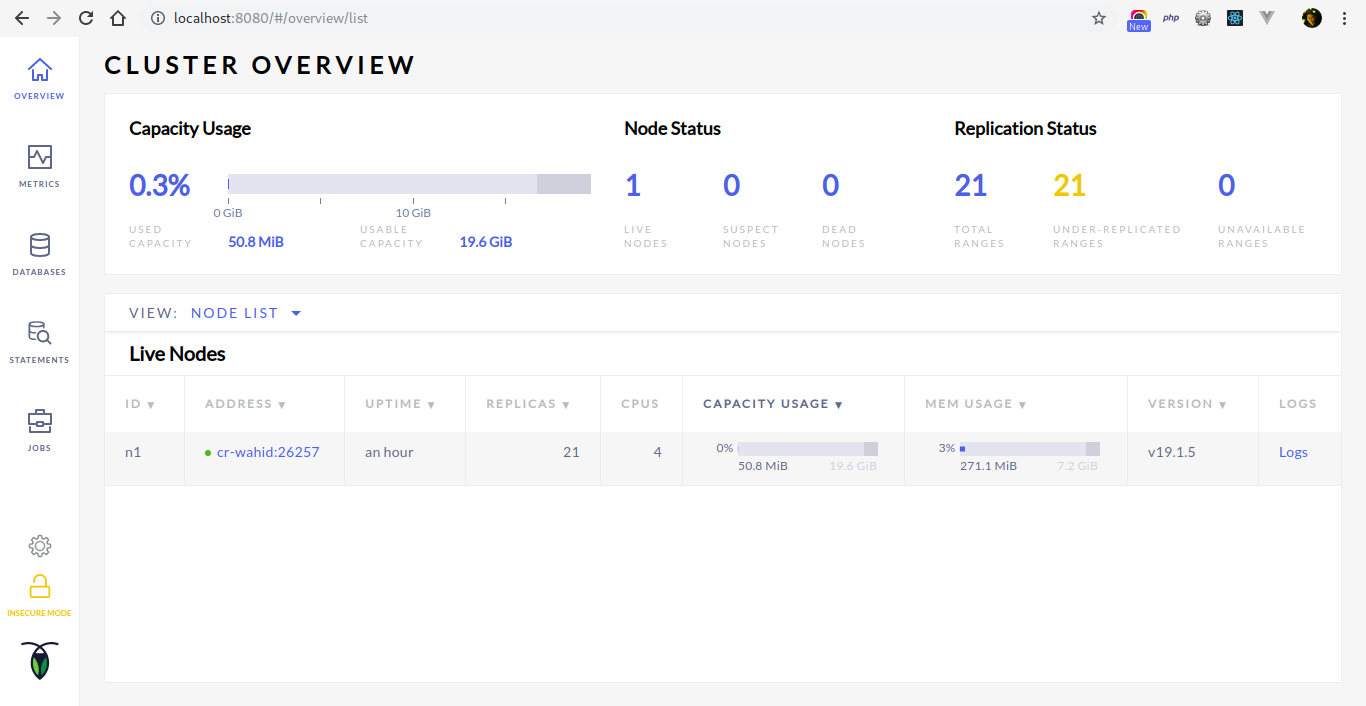 localhost:8080/#/overview/list
New
php
OVERVIEW
METRICS
DATABASES
STATEMENTS
JOBS
INSECURE MODE
CLUSTER OVERVIEW
Capacity Usage
0.3%
0 GiB
10 GiB
USED CAPACITY
50.8 MiB
USABLE CAPACITY
19.6 GiB
Node Status
1
0
0
LIVE NODES
SUSPECT NODES
DEAD NODES
Replication Status
21
21
0
TOTAL RANGES
UNDER-REPLICATED RANGES
UNAVAILABLE RANGES
VIEW: NODE LIST
Live Nodes
ID ▼ ADDRESS ▼ UPTIME ▼ REPLICAS ▼ CPUS CAPACITY USAGE ▼ MEM USAGE ▼ VERSION ▼ LOGS
n1 cr-wahid:26257 an hour 21 4 0% 3% v19.1.5 Logs
50.8 MiB 19.6 GiB 271.1 MiB 7.2 GiB